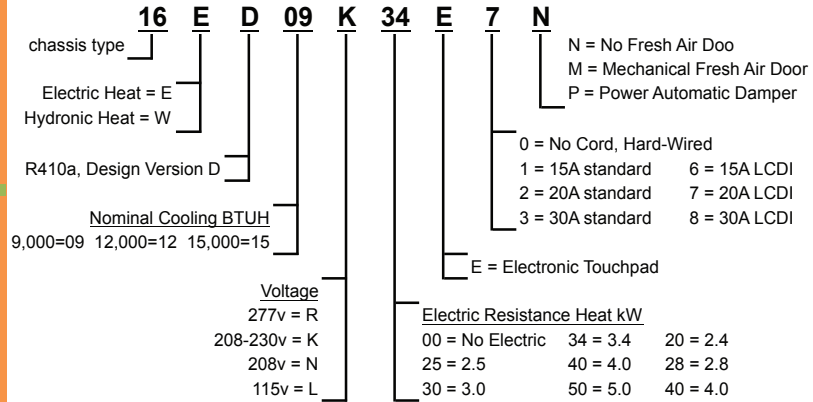 16 E D 09 K 34 E 7 N
chassis type
N = No Fresh Air Doo
M = Mechanical Fresh Air Door
P = Power Automatic Damper
Electric Heat = E
Hydronic Heat = W
0 = No Cord, Hard-Wired
1 = 15A standard 6 = 15A LCDI
2 = 20A standard 7 = 20A LCDI
3 = 30A standard 8 = 30A LCDI
R410a, Design Version D
Nominal Cooling BTUH
9,000=09 12,000=12 15,000=15
E = Electronic Touchpad
Voltage
277v = R
208-230v = K
208v = N
115v = L
Electric Resistance Heat kW
00 = No Electric 34 = 3.4 20 = 2.4
25 = 2.5 40 = 4.0 28 = 2.8
30 = 3.0 50 = 5.0 40 = 4.0